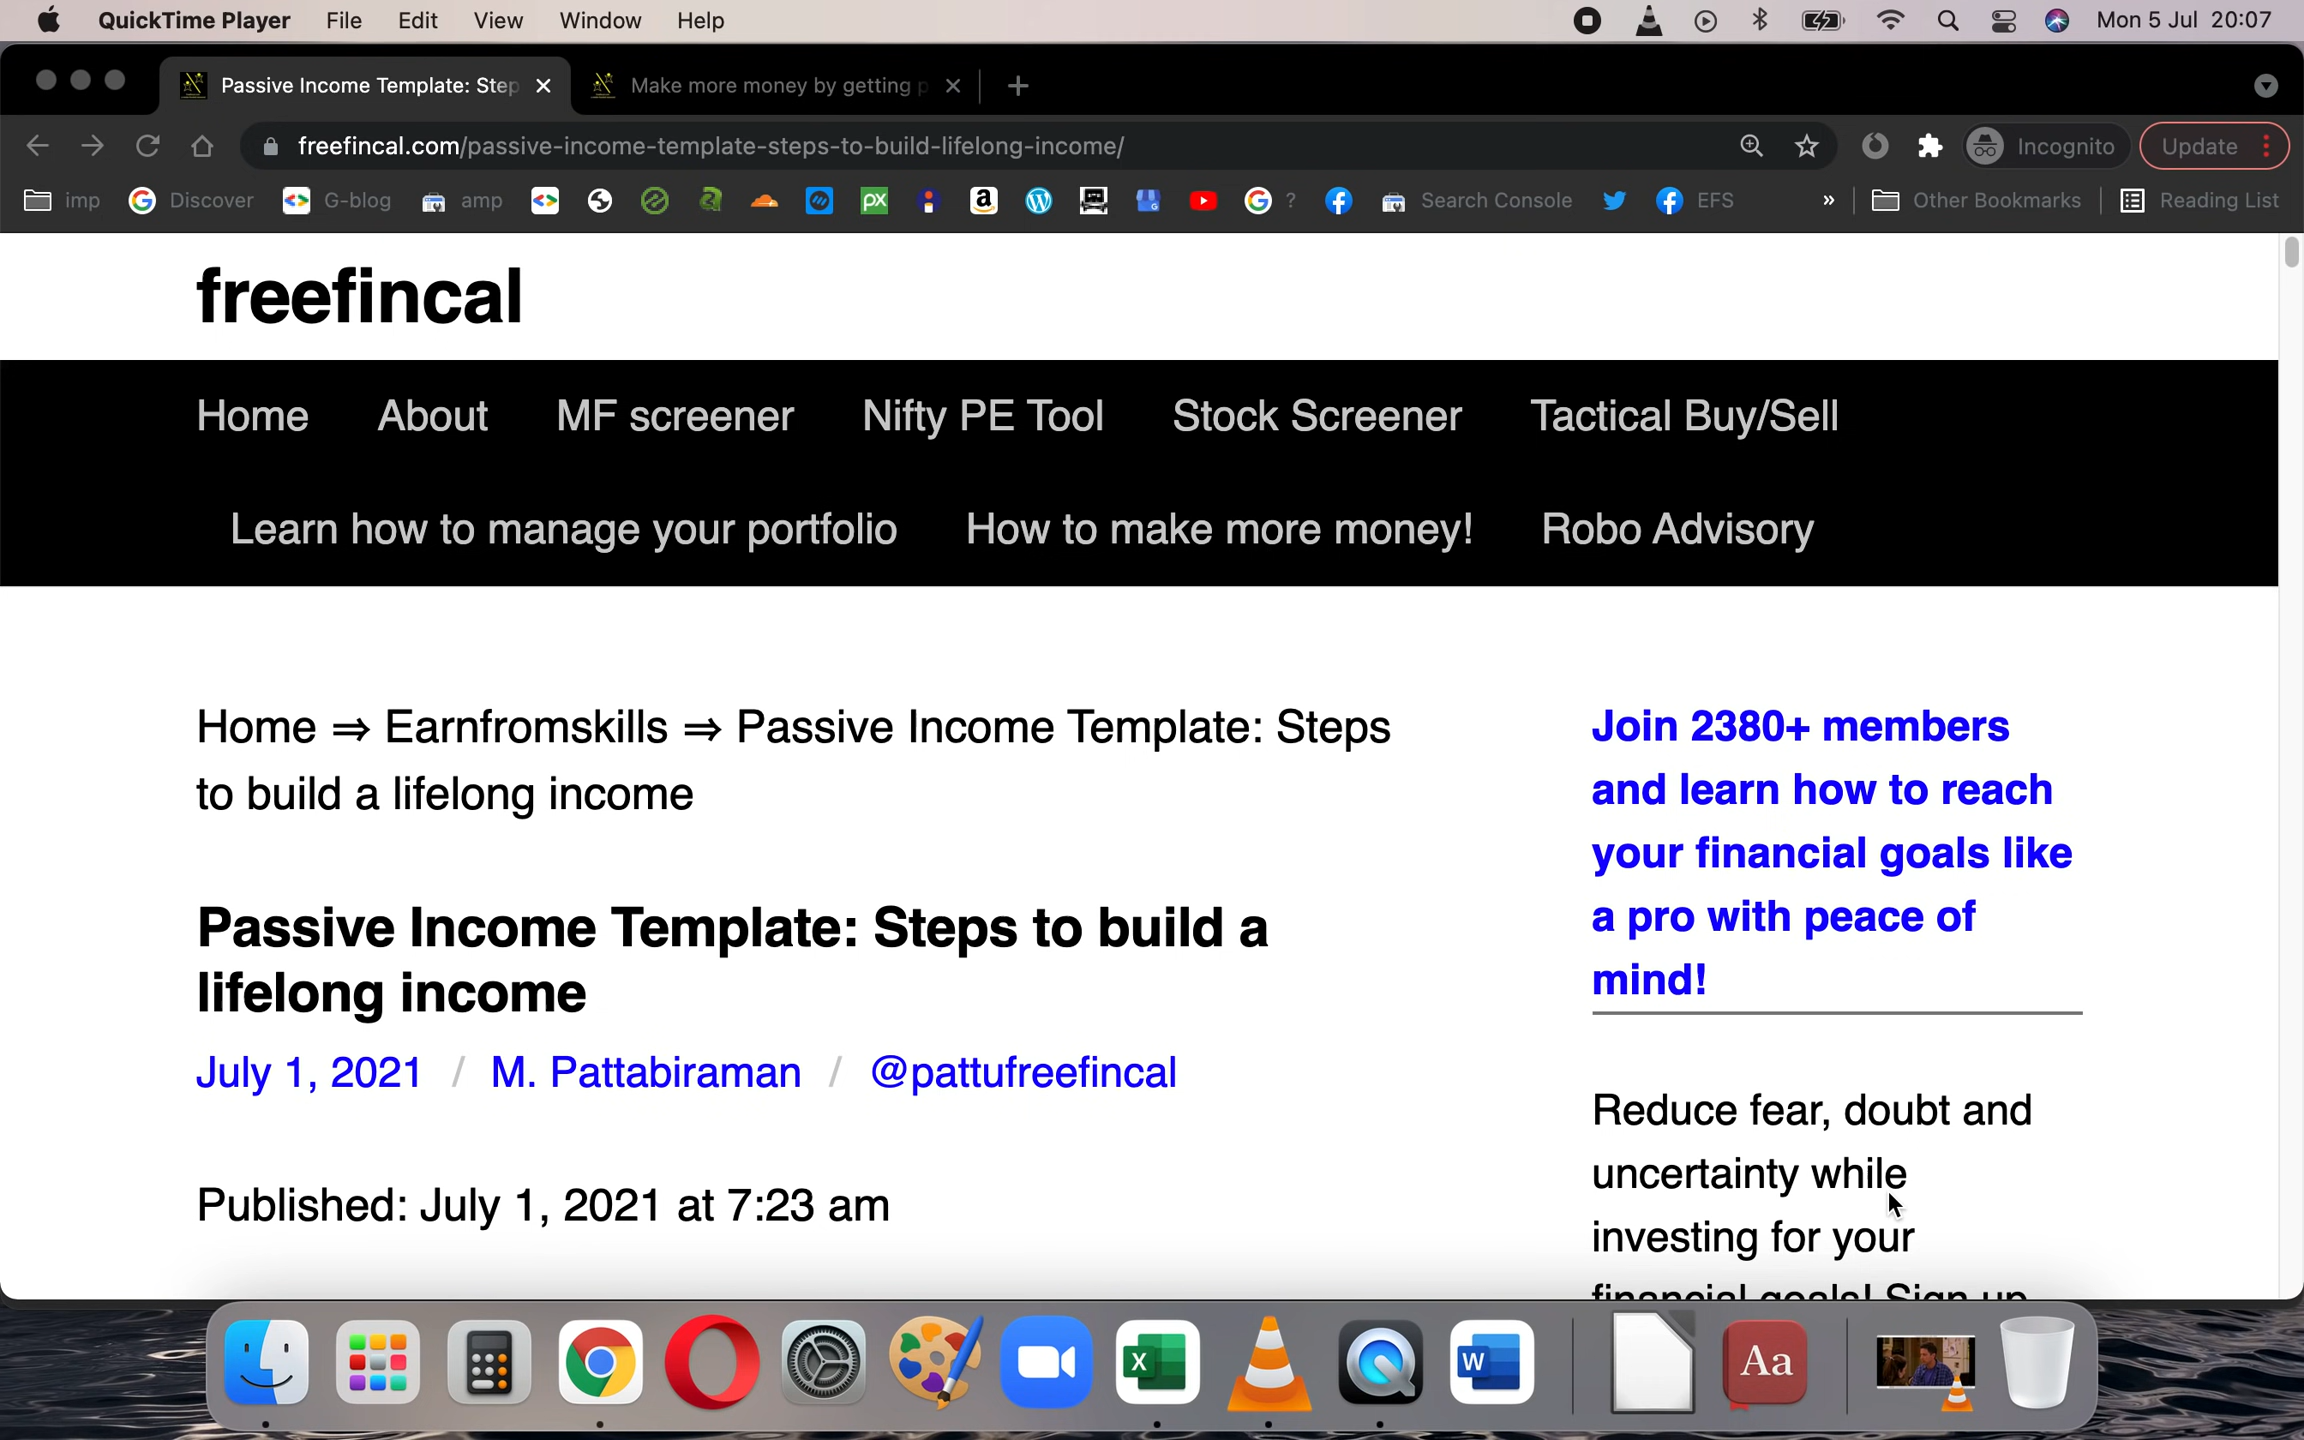 QuickTime Player File Edit View Window Help Mon 5 Jul 20:07
Passive Income Template: Step Make more money by getting p
freefincal.com/passive-income-template-steps-to-build-lifelong-income/ Incognito Update
imp Discover G-blog amp px a G ? Search Console EFS » Other Bookmarks Reading List
freefincal
Home About MF screener Nifty PE Tool Stock Screener Tactical Buy/Sell
Learn how to manage your portfolio How to make more money! Robo Advisory
Home ⇒ Earnfromskills ⇒ Passive Income Template: Steps
to build a lifelong income
Passive Income Template: Steps to build a
lifelong income
July 1, 2021 / M. Pattabiraman / @pattufreefincal
Published: July 1, 2021 at 7:23 am
Join 2380+ members
and learn how to reach
your financial goals like
a pro with peace of
mind!
Reduce fear, doubt and
uncertainty while
investing for your
financial goals! Sign up
X W Aa